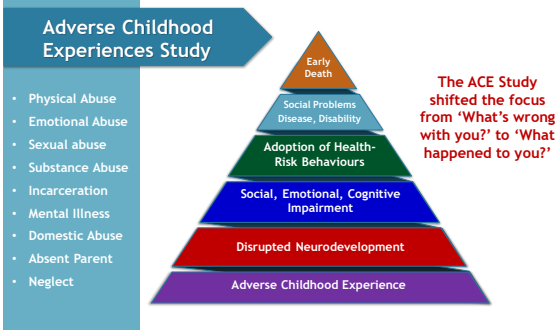 Adverse Childhood
Experiences Study
• Physical Abuse
• Emotional Abuse
• Sexual abuse
• Substance Abuse
• Incarceration
• Mental Illness
• Domestic Abuse
• Absent Parent
• Neglect
Early
Death
Social Problems
Disease, Disability
Adoption of Health-
Risk Behaviours
Social, Emotional, Cognitive
Impairment
Disrupted Neurodevelopment
Adverse Childhood Experience
The ACE Study
shifted the focus
from ‘What’s wrong
with you?’ to ‘What
happened to you?’